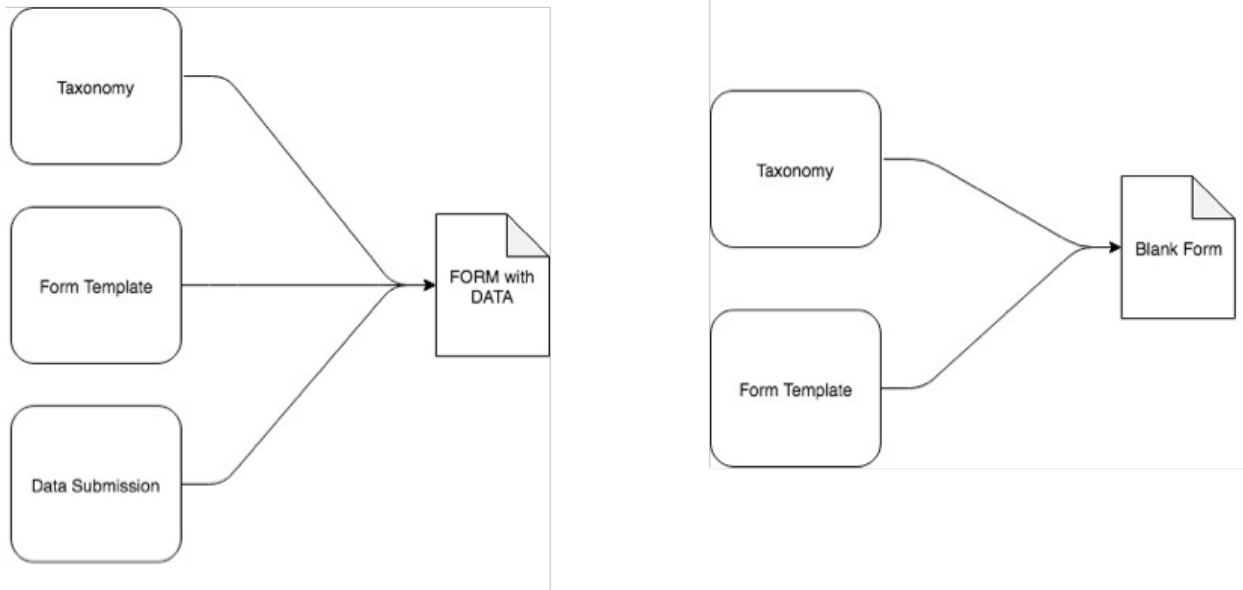 Taxonomy
Form Template
Data Submission
FORM with
DATA
Taxonomy
Form Template
Blank Form